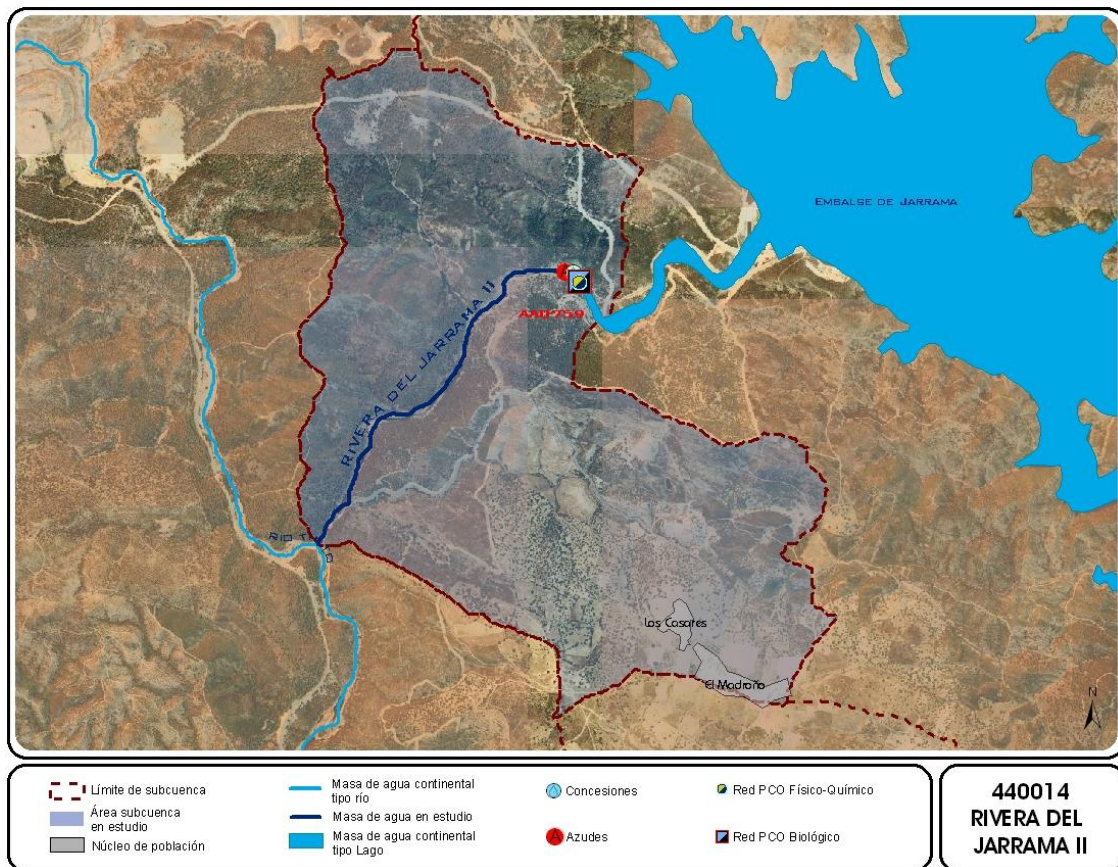 EMBALSE DE JARRAMA
RIVERA DEL JARRAMA II
RIO
Los Casares
El Madroño
N
Límite de subcuenca
Área subcuenca
en estudio
Núcleo de población
Masa de agua continental
tipo río
Masa de agua en estudio
Masa de agua continental
tipo Lago
Concesiones
A Azudes
Red PCO Físico-Químico
Red PCO Biológico
440014
RIVERA DEL
JARRAMA II